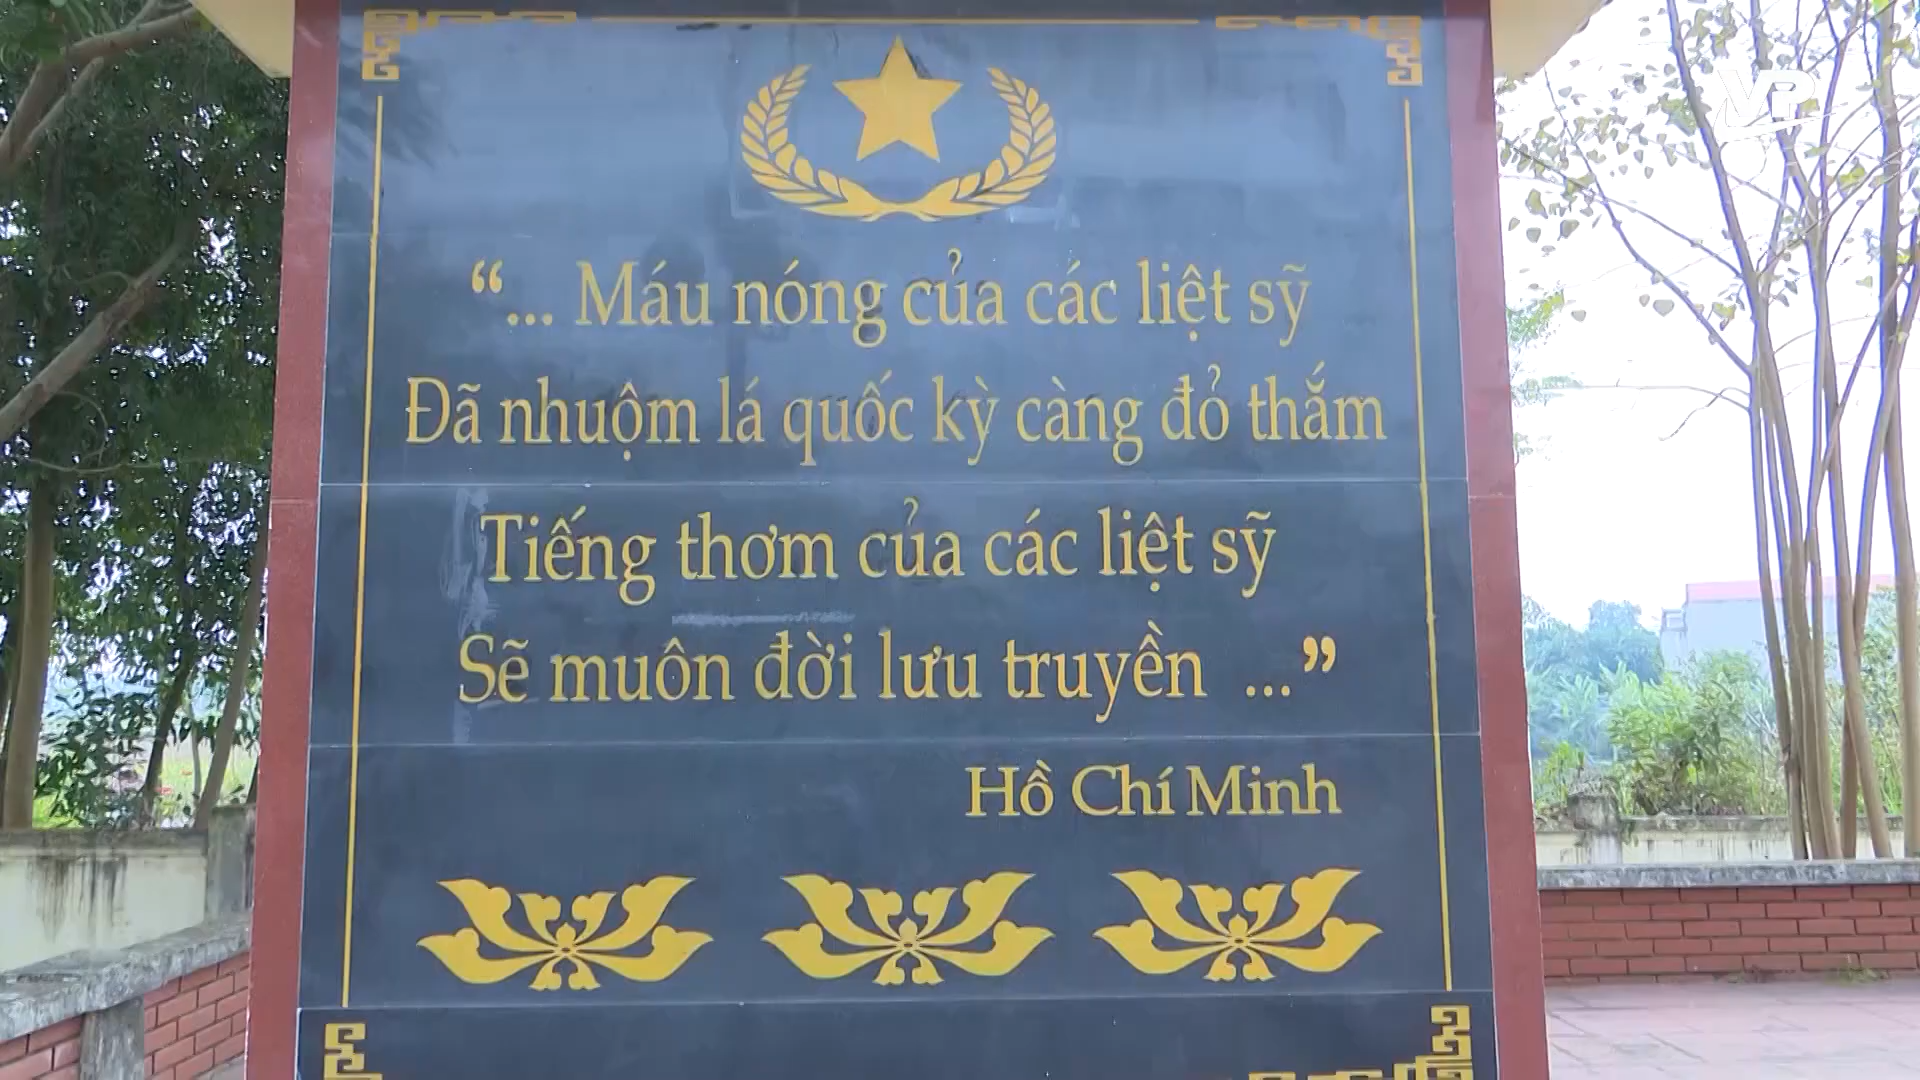 VP
“... Máu nóng của các liệt sỹ
Đã nhuộm lá quốc kỳ càng đỏ thắm
Tiếng thơm của các liệt sỹ
Sẽ muôn đời lưu truyền ...”
Hồ Chí Minh